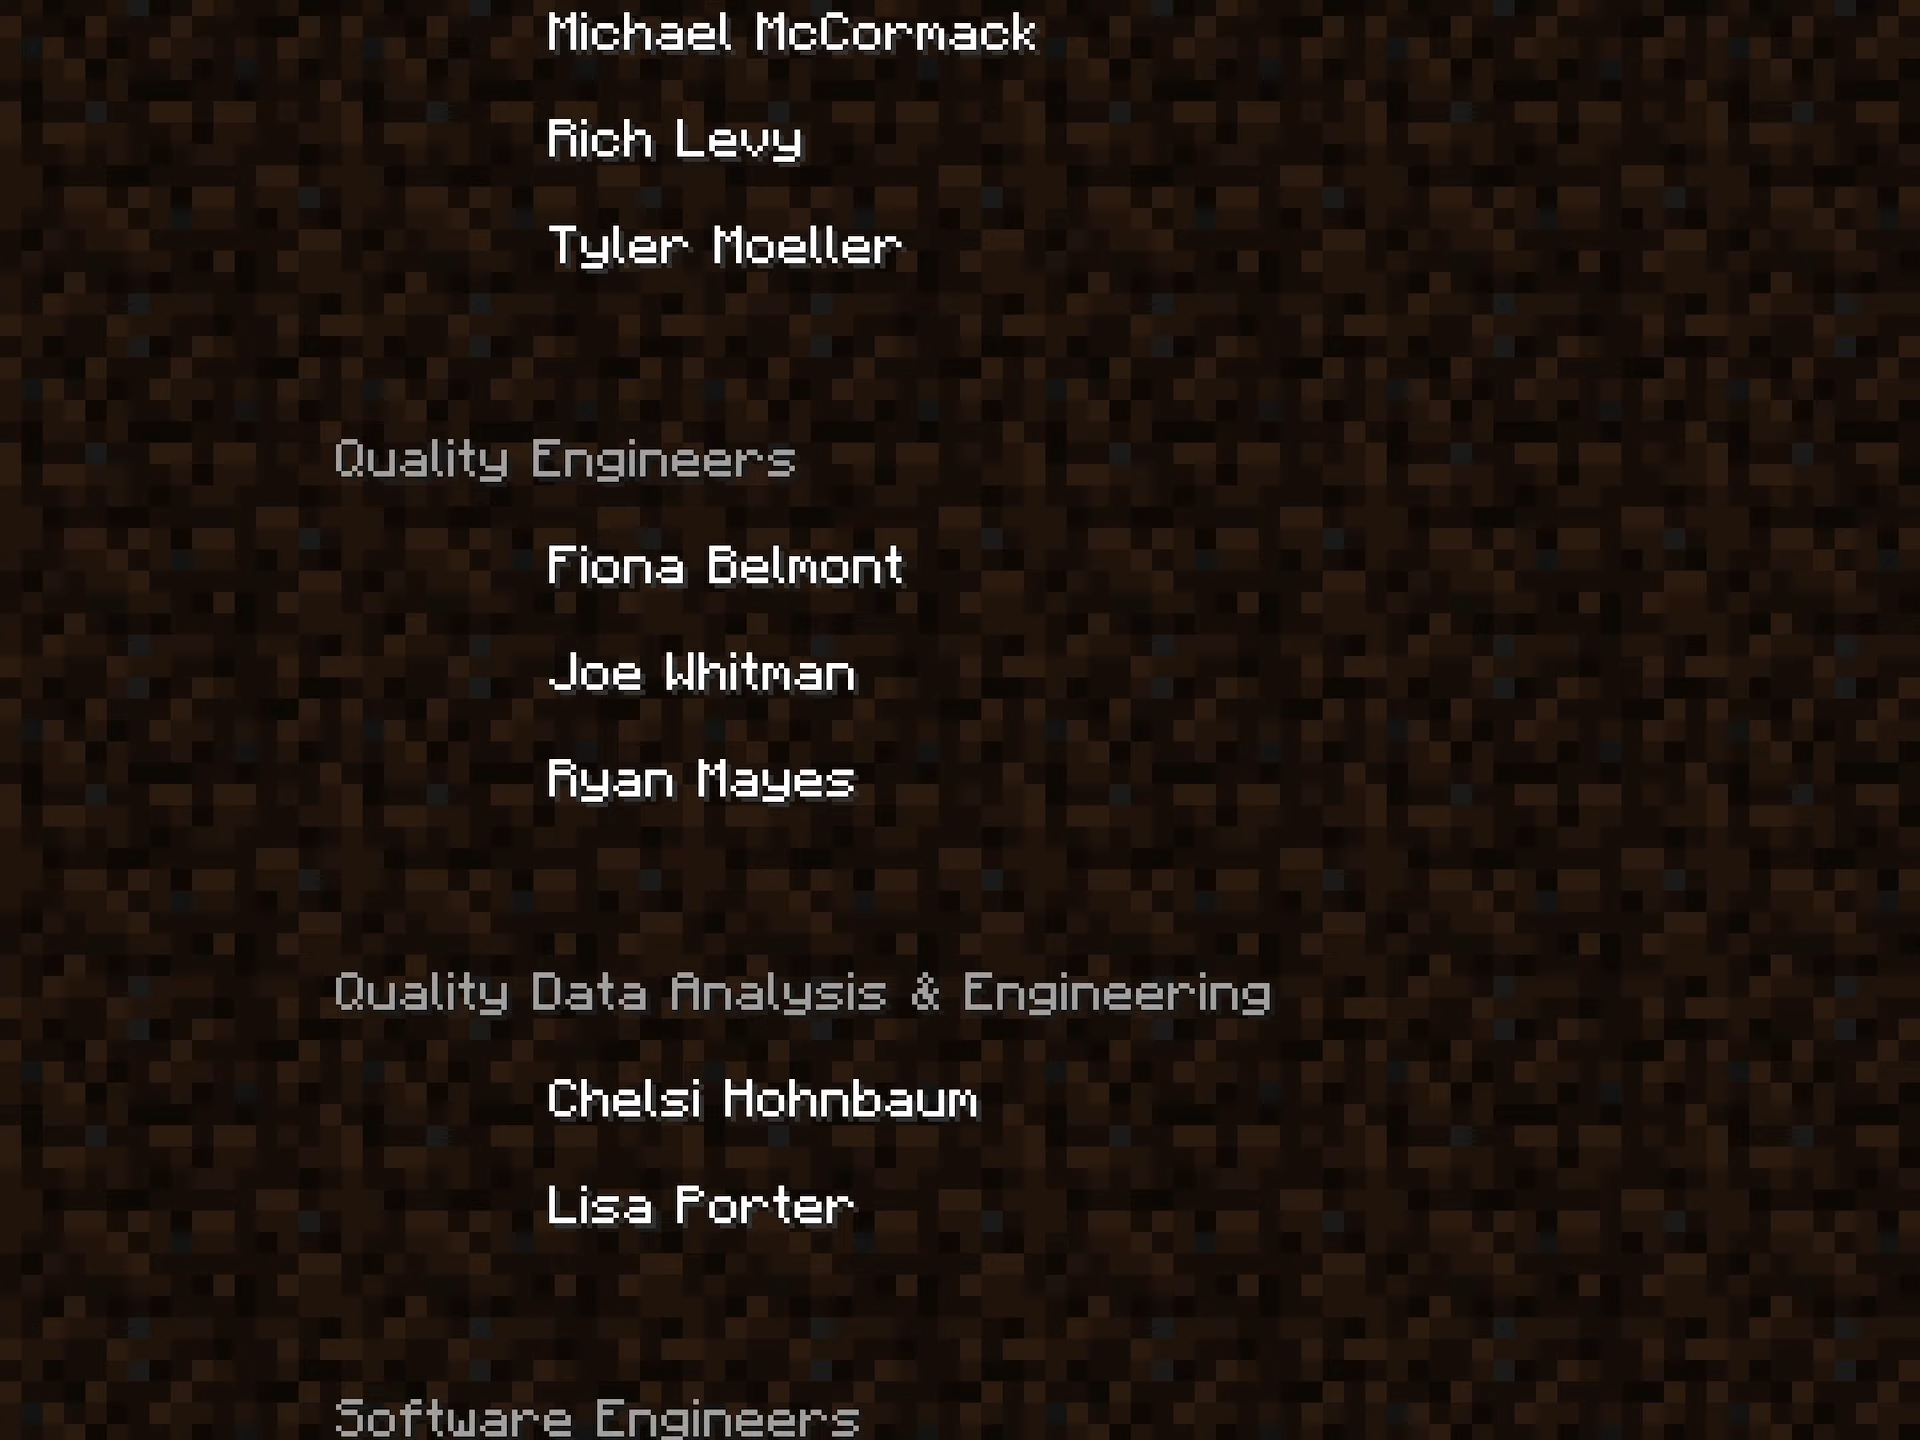 Michael McCormack
Rich Levy
Tyler Moeller
Quality Engineers
Fiona Belmont
Joe Whitman
Ryan Mayes
Quality Data Analysis & Engineering
Chelsi Hohnbaum
Lisa Porter
Software Engineers